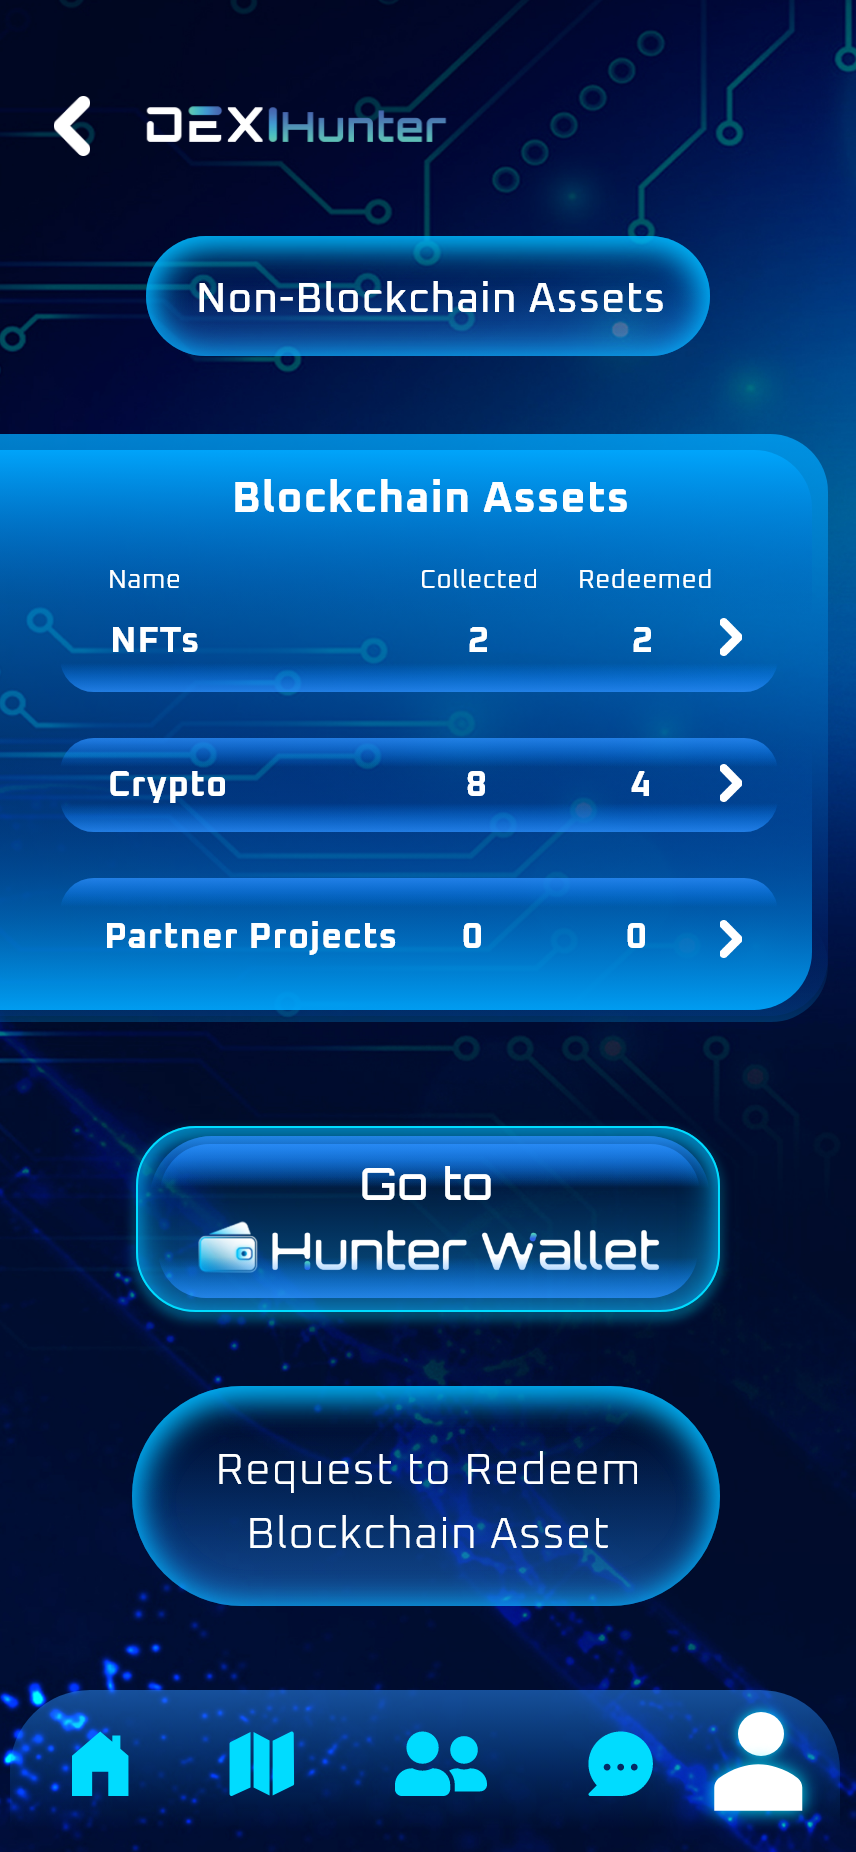 DEXIHunter
Non-Blockchain Assets
Blockchain Assets
Name Collected Redeemed
NFTs 2 2
Crypto 8 4
Partner Projects 0 0
Go to
Hunter Wallet
Request to Redeem
Blockchain Asset